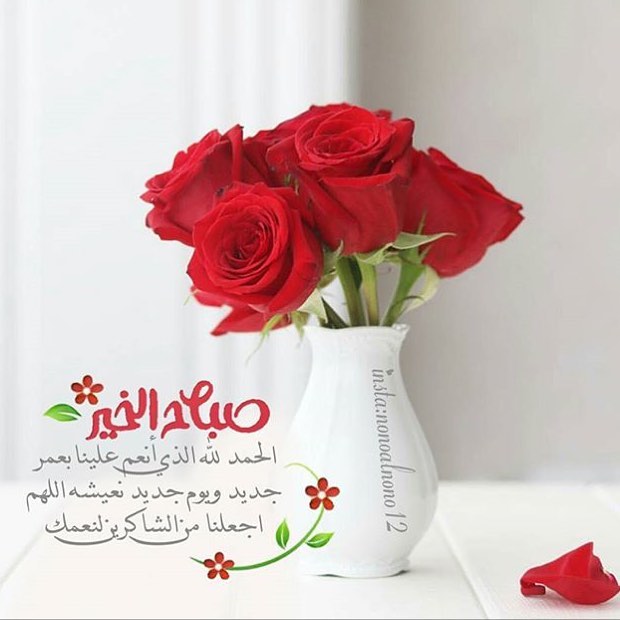 صباح الخير
الحمد لله الذي أنعم علينا بعمر
جديد ويوم جديد نعيشه اللهم
اجعلنا من الشاكرين لنعمك
insta:nonoalnono12